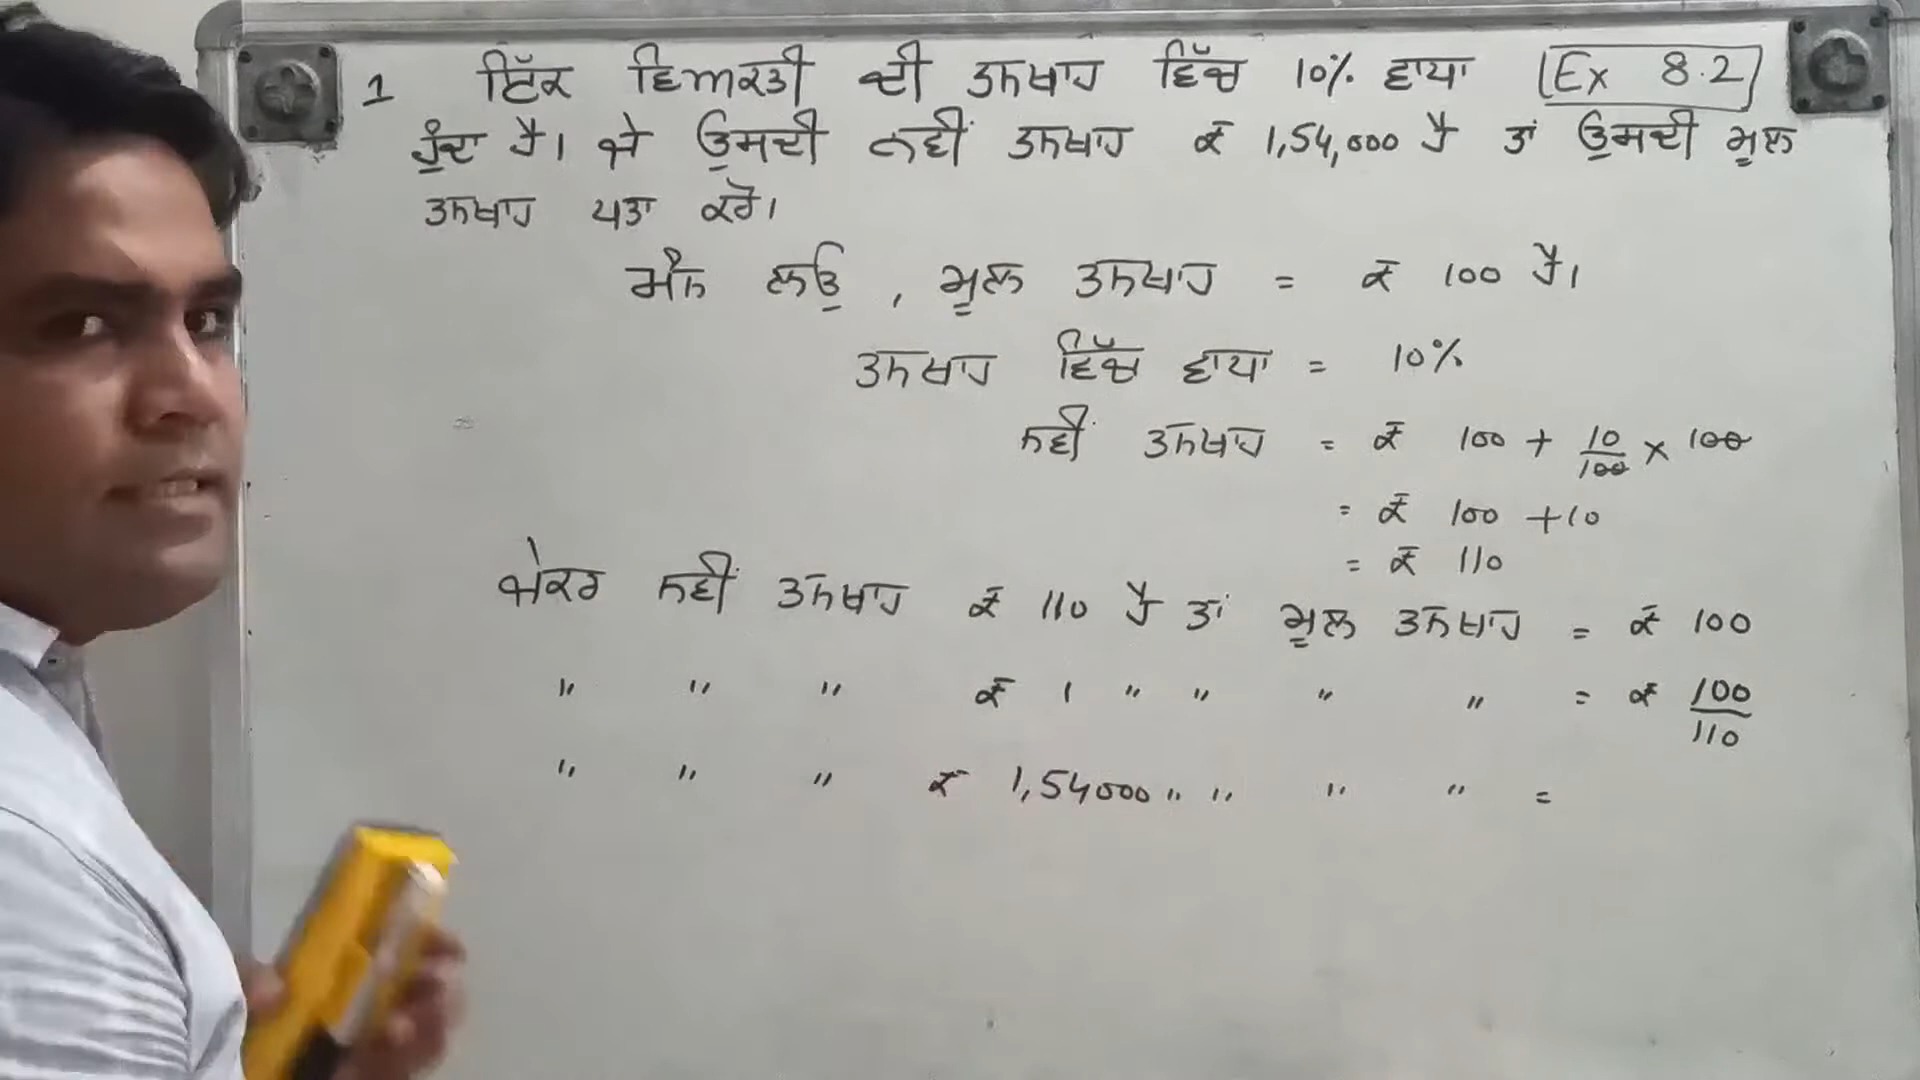 1 ਇੱਕ ਵਿਅਕਤੀ ਦੀ ਤਨਖਾਹ ਵਿੱਚ 10% ਵਾਧਾ Ex 8.2
ਹੁੰਦਾ ਹੈ। ਜੇ ਉਸਦੀ ਨਵੀਂ ਤਨਖਾਹ ₹ 1,54,000 ਹੈ ਤਾਂ ਉਸਦੀ ਮੂਲ
ਤਨਖਾਹ ਪਤਾ ਕਰੋ।
ਮੰਨ ਲਓ , ਮੂਲ ਤਨਖਾਹ = ₹ 100 ਹੈ।
ਤਨਖਾਹ ਵਿੱਚ ਵਾਧਾ = 10%
ਨਵੀਂ ਤਨਖਾਹ = ₹ 100 + 10/100 × 100
= ₹ 100 +10
= ₹ 110
ਜੇਕਰ ਨਵੀਂ ਤਨਖਾਹ ₹ 110 ਹੈ ਤਾਂ ਮੂਲ ਤਨਖਾਹ = ₹ 100
" " " ₹ 1 " " " " = ₹ 100/110
" " " ₹ 1,54000 " " " " =